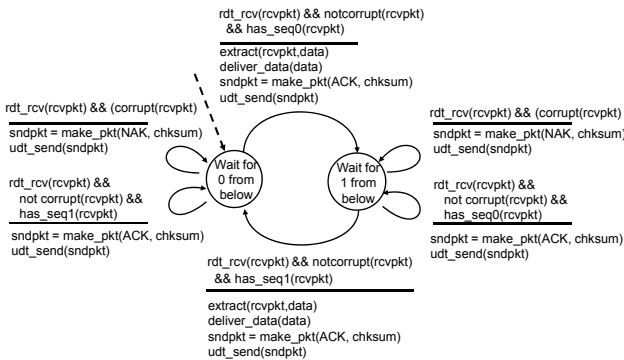 rdt_rcv(rcvpkt) && notcorrupt(rcvpkt)
&& has_seq0(rcvpkt)
extract(rcvpkt,data)
deliver_data(data)
sndpkt = make_pkt(ACK, chksum)
udt_send(sndpkt)
rdt_rcv(rcvpkt) && (corrupt(rcvpkt)
sndpkt = make_pkt(NAK, chksum)
udt_send(sndpkt)
rdt_rcv(rcvpkt) &&
not corrupt(rcvpkt) &&
has_seq1(rcvpkt)
sndpkt = make_pkt(ACK, chksum)
udt_send(sndpkt)
Wait for
0 from
below
Wait for
1 from
below
rdt_rcv(rcvpkt) && (corrupt(rcvpkt)
sndpkt = make_pkt(NAK, chksum)
udt_send(sndpkt)
rdt_rcv(rcvpkt) &&
not corrupt(rcvpkt) &&
has_seq0(rcvpkt)
sndpkt = make_pkt(ACK, chksum)
udt_send(sndpkt)
rdt_rcv(rcvpkt) && notcorrupt(rcvpkt)
&& has_seq1(rcvpkt)
extract(rcvpkt,data)
deliver_data(data)
sndpkt = make_pkt(ACK, chksum)
udt_send(sndpkt)